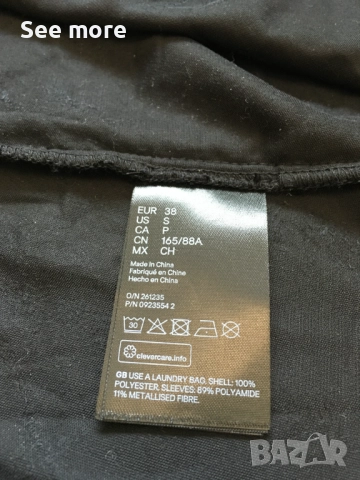 See more
EUR 38
US S
CA P
CN 165/88A
MX CH
Made in China
Fabriqué en Chine
Hecho en China
O/N 261235
P/N 0923554 2
30
clevercare.info
GB USE A LAUNDRY BAG. SHELL: 100%
POLYESTER. SLEEVES: 89% POLYAMIDE
11% METALLISED FIBRE.
BAZAR.BG